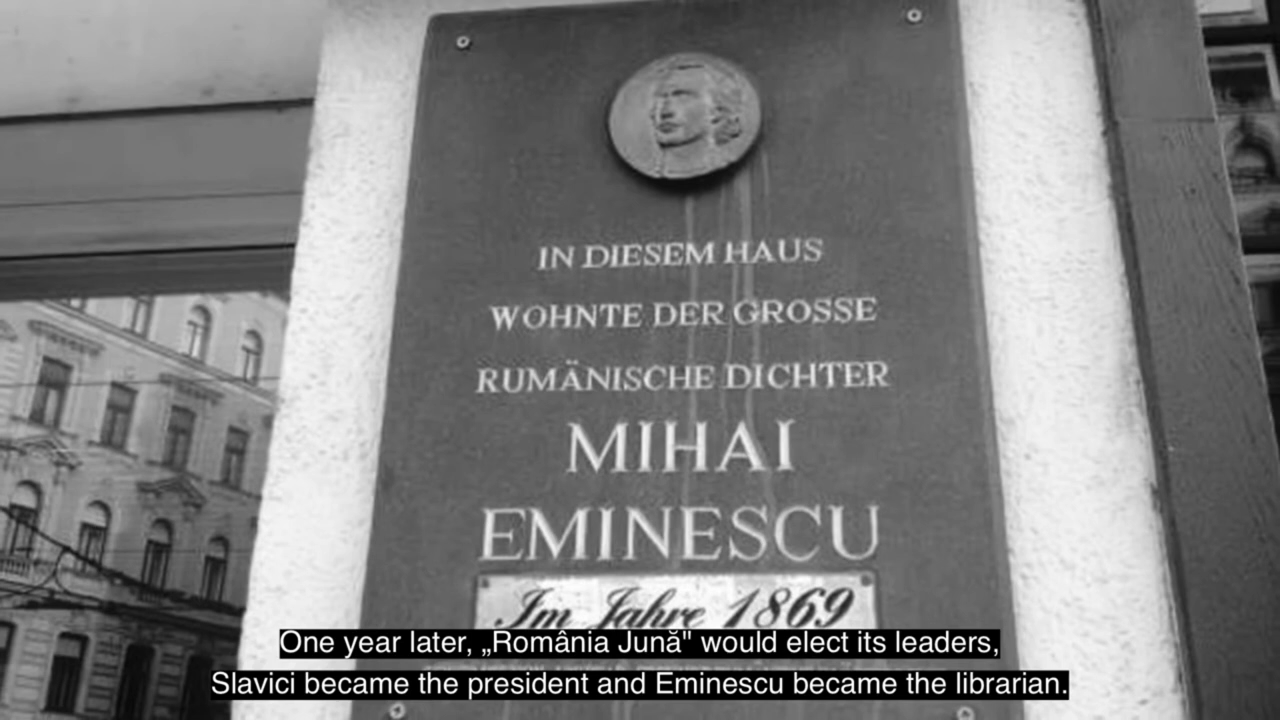 IN DIESEM HAUS
WOHNTE DER GROSSE
RUMÄNISCHE DICHTER
MIHAI
EMINESCU
Im Jahre 1869
One year later, „România Jună" would elect its leaders,
Slavici became the president and Eminescu became the librarian.